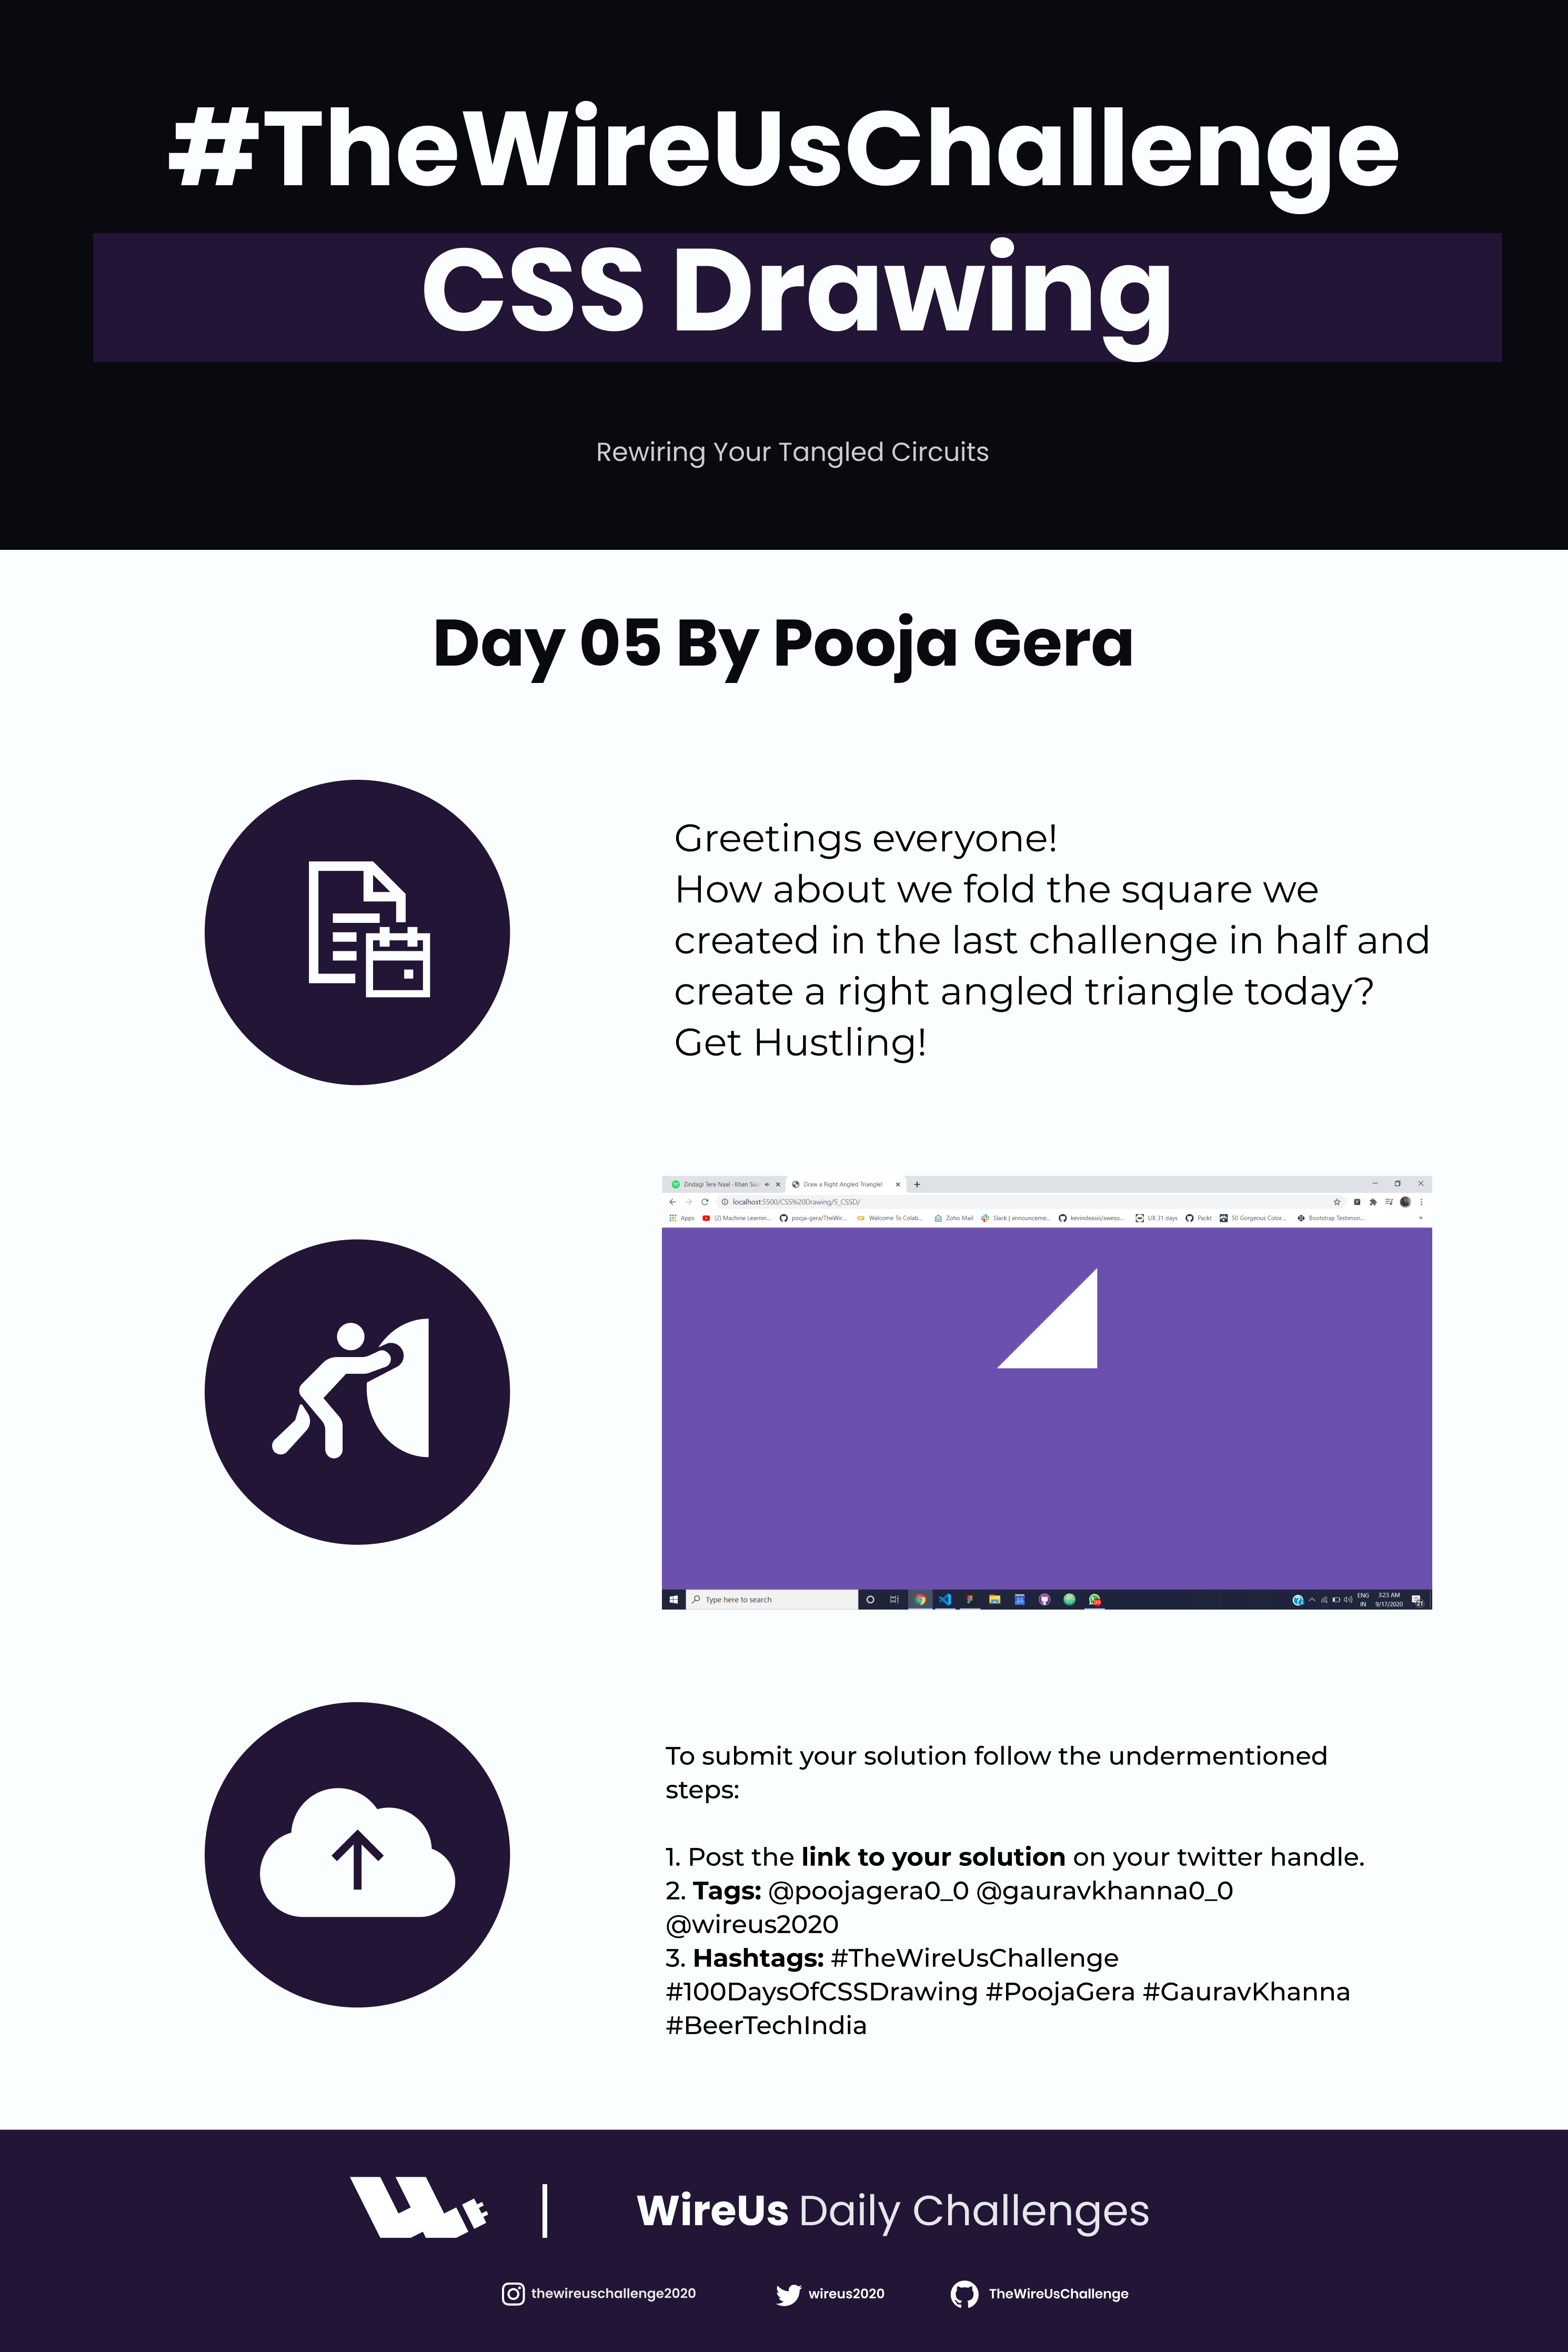 #TheWireUsChallenge
CSS Drawing
Rewiring Your Tangled Circuits
Day 05 By Pooja Gera
Greetings everyone!
How about we fold the square we
created in the last challenge in half and
create a right angled triangle today?
Get Hustling!
Zindagi Tere Naal - Khan Saa
Draw a Right Angled Triangle!
localhost:5500/CSS%20Drawing/5_CSSD/
Apps (2) Machine Learnin... pooja-gera/TheWire... Welcome To Colab... Zoho Mail Slack | announceme... kevindeasis/aweso... UX 31 days Packt 50 Gorgeous Color... Bootstrap Testimon... »
Type here to search
ENG 3:23 AM
IN 9/17/2020 21
To submit your solution follow the undermentioned
steps:
1. Post the link to your solution on your twitter handle.
2. Tags: @poojagera0_0 @gauravkhanna0_0
@wireus2020
3. Hashtags: #TheWireUsChallenge
#100DaysOfCSSDrawing #PoojaGera #GauravKhanna
#BeerTechIndia
WireUs Daily Challenges
thewireuschallenge2020 wireus2020 TheWireUsChallenge